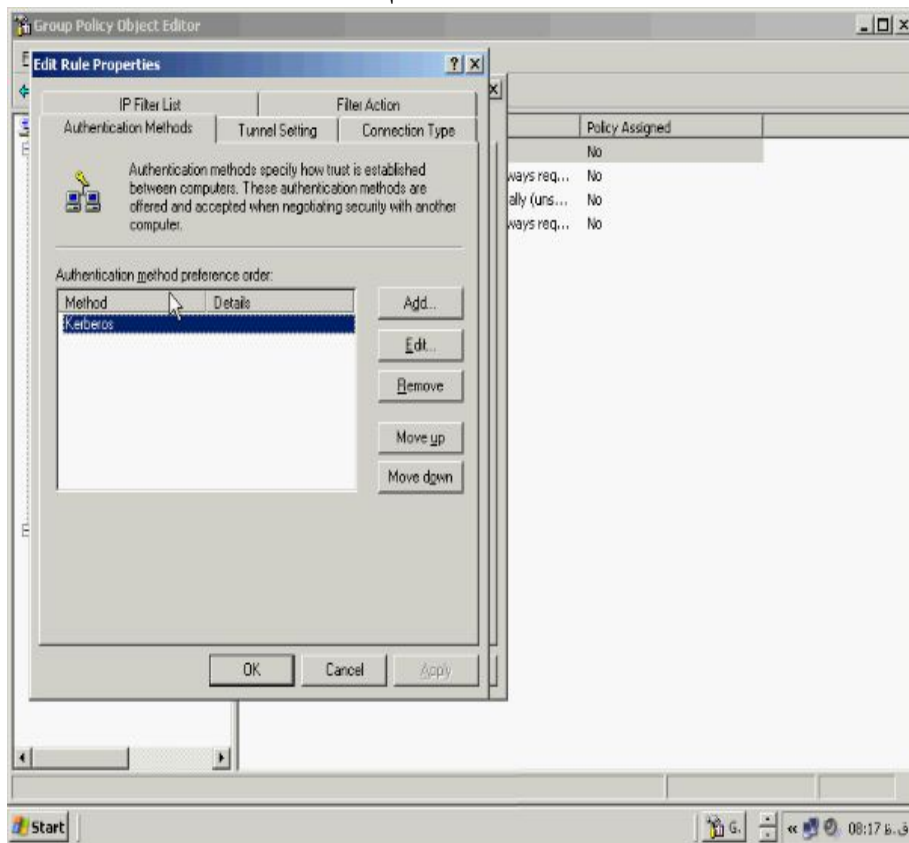 Group Policy Object Editor
Edit Rule Properties
IP Filter List
Filter Action
Authentication Methods
Tunnel Setting
Connection Type
Authentication methods specify how trust is established
between computers. These authentication methods are
offered and accepted when negotiating security with another
computer.
Authentication method preference order:
Method
Details
Kerberos
Add...
Edit...
Remove
Move up
Move down
OK
Cancel
Apply
Policy Assigned
No
ways req... No
ally (uns... No
ways req... No
Start
G.
« 08:17 ق.ظ